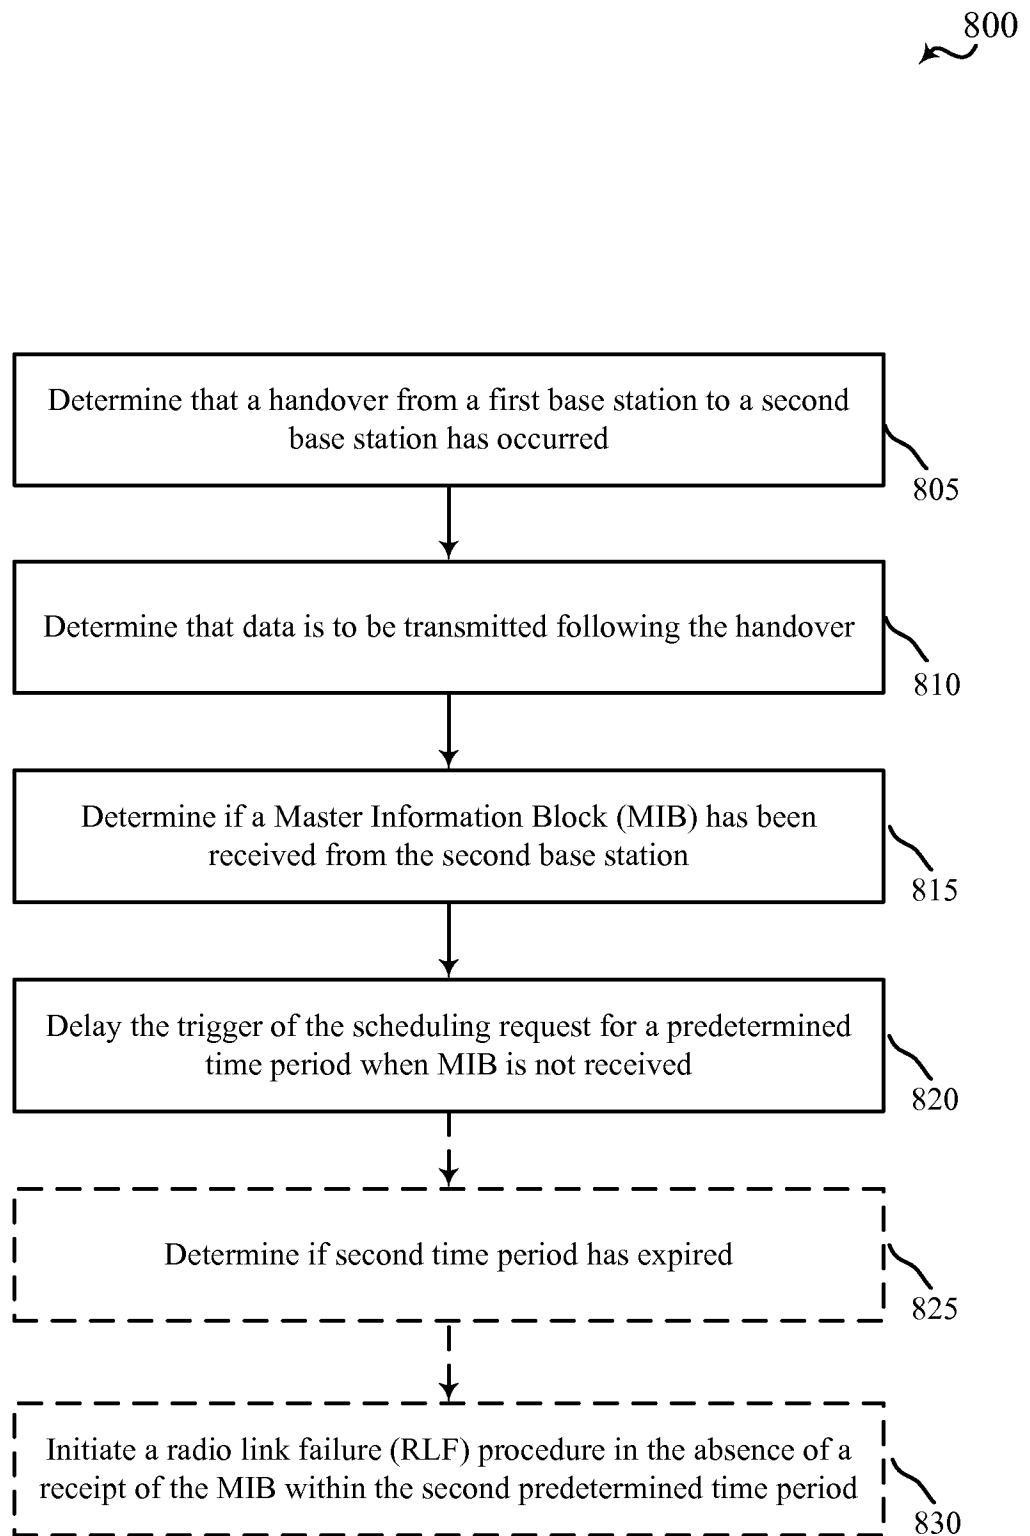 800
Determine that a handover from a first base station to a second
base station has occurred
805
Determine that data is to be transmitted following the handover
810
Determine if a Master Information Block (MIB) has been
received from the second base station
815
Delay the trigger of the scheduling request for a predetermined
time period when MIB is not received
820
Determine if second time period has expired
825
Initiate a radio link failure (RLF) procedure in the absence of a
receipt of the MIB within the second predetermined time period
830